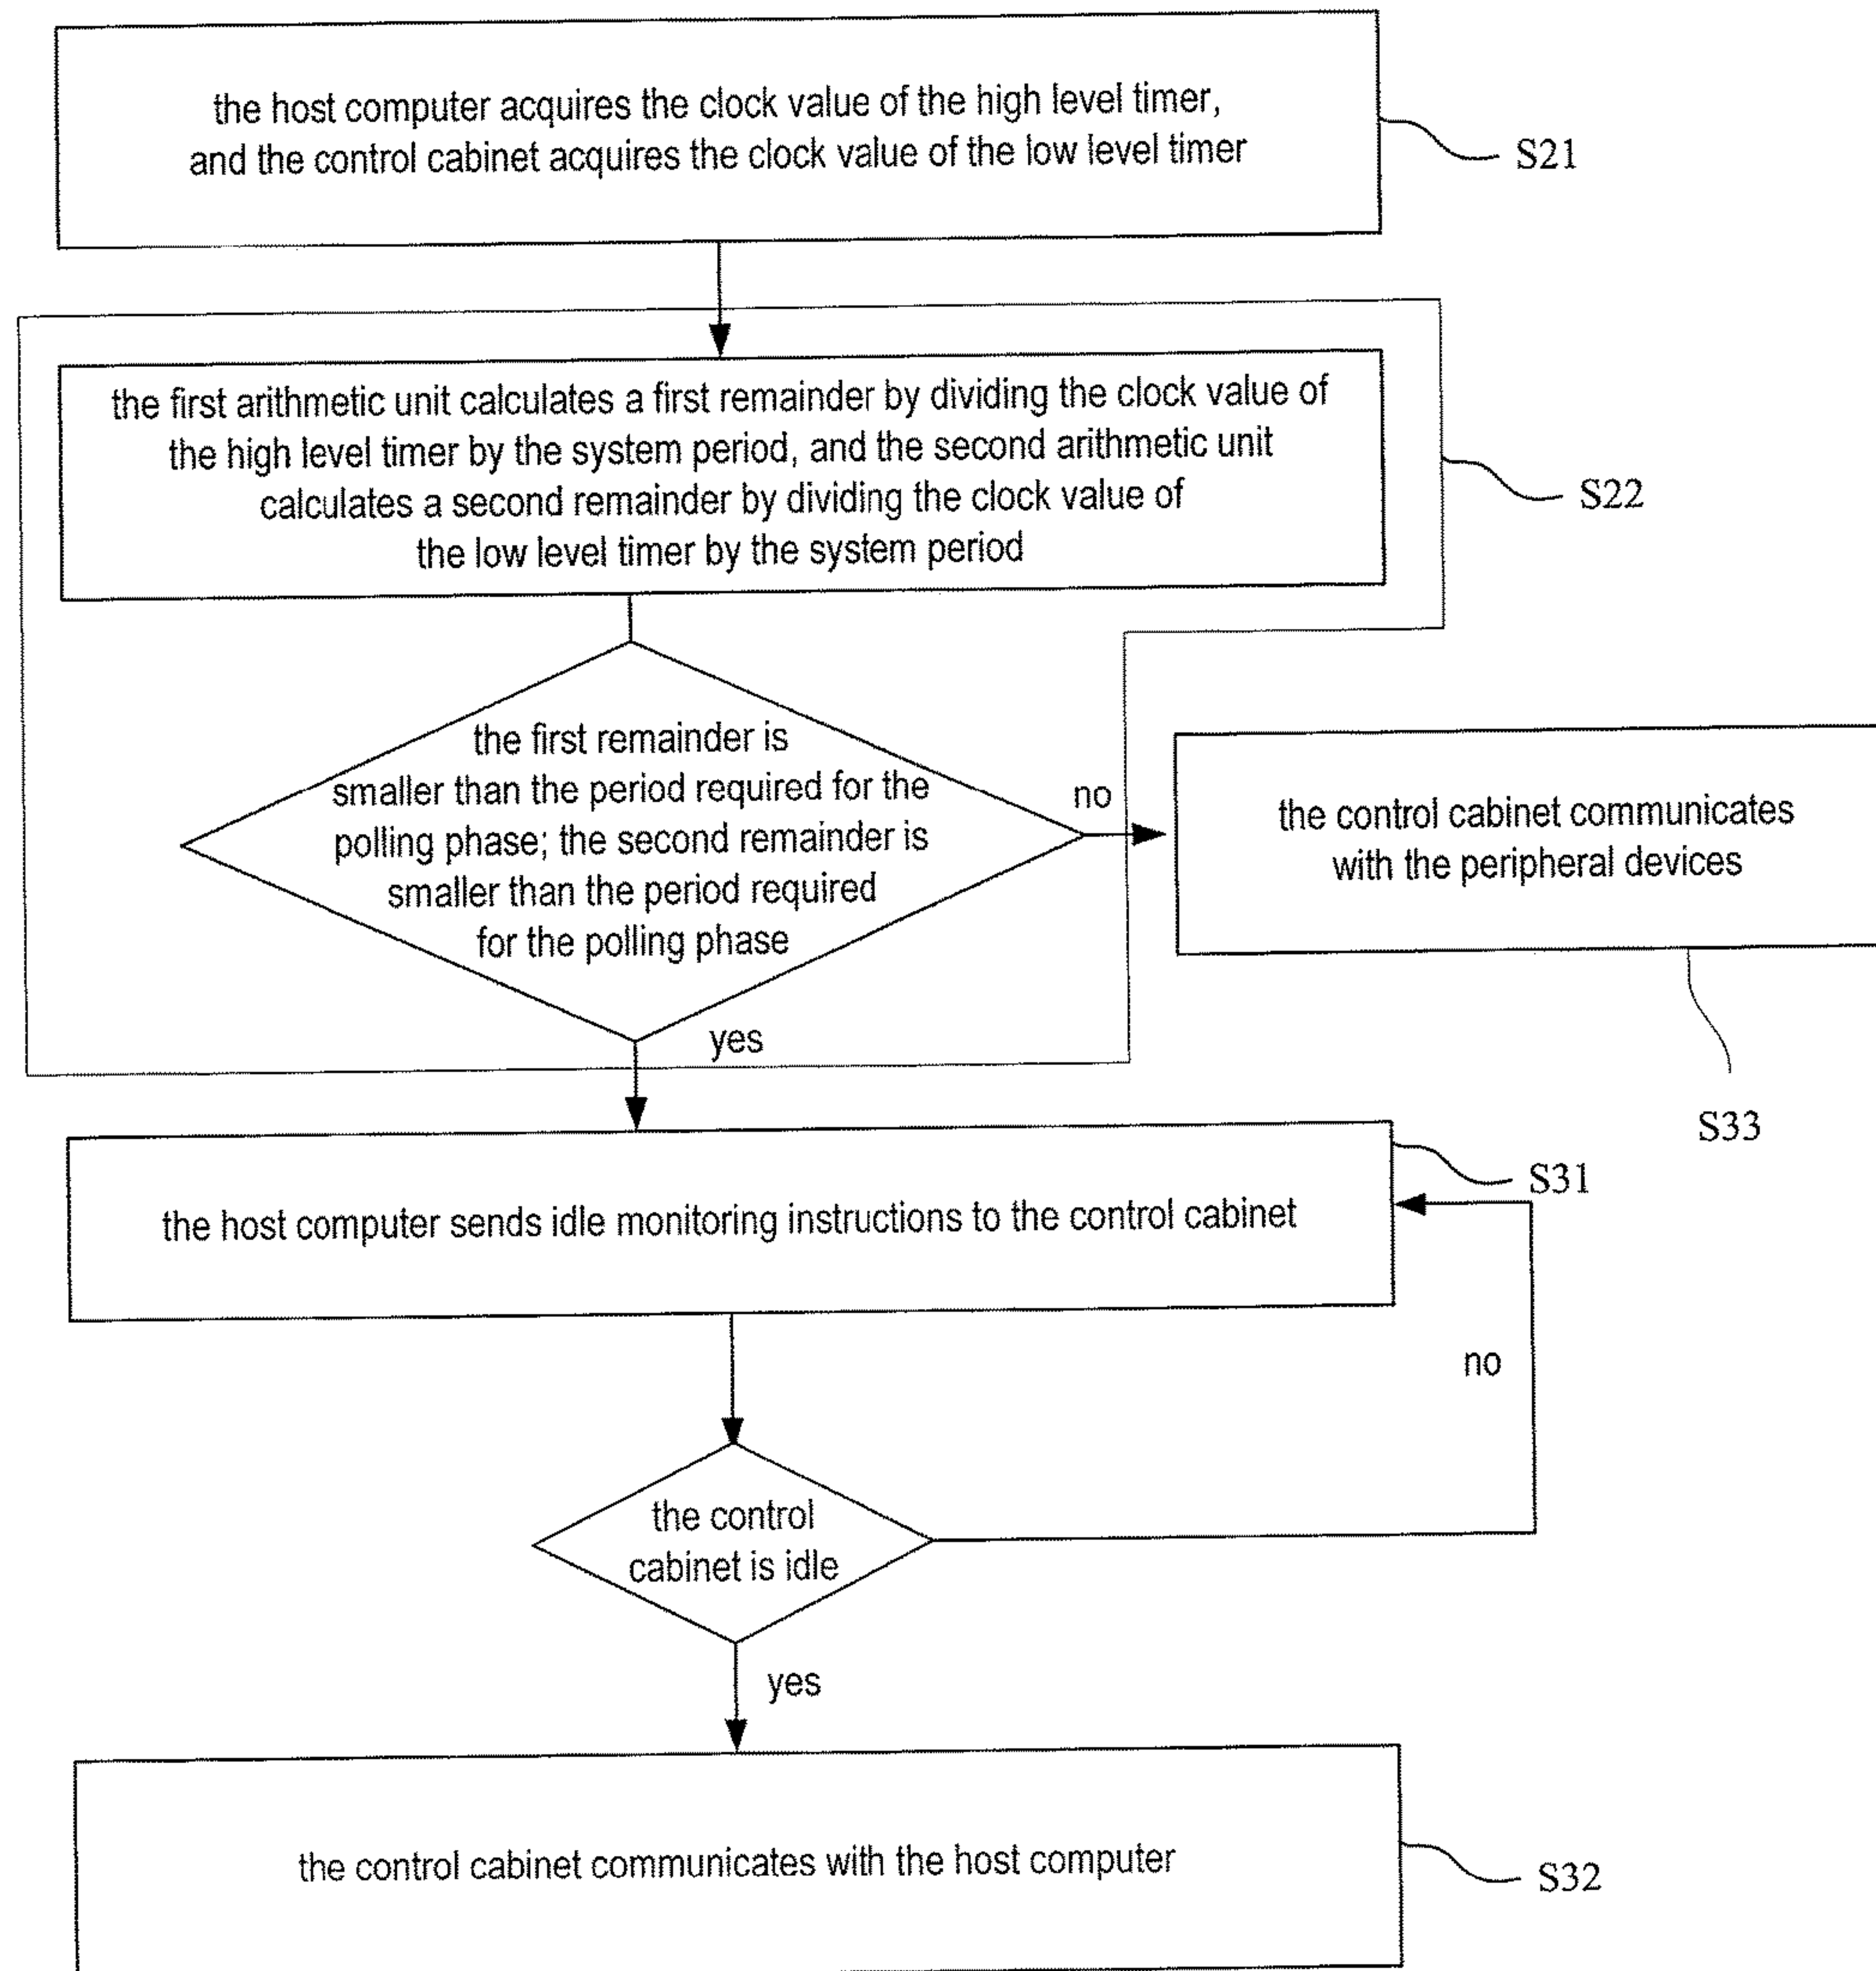 the host computer acquires the clock value of the high level timer,
and the control cabinet acquires the clock value of the low level timer
S21
the first arithmetic unit calculates a first remainder by dividing the clock value of
the high level timer by the system period, and the second arithmetic unit
calculates a second remainder by dividing the clock value of
the low level timer by the system period
S22
the first remainder is
smaller than the period required for the
polling phase; the second remainder is
smaller than the period required
for the polling phase
no
the control cabinet communicates
with the peripheral devices
yes
S33
S31
the host computer sends idle monitoring instructions to the control cabinet
no
the control
cabinet is idle
yes
the control cabinet communicates with the host computer
S32